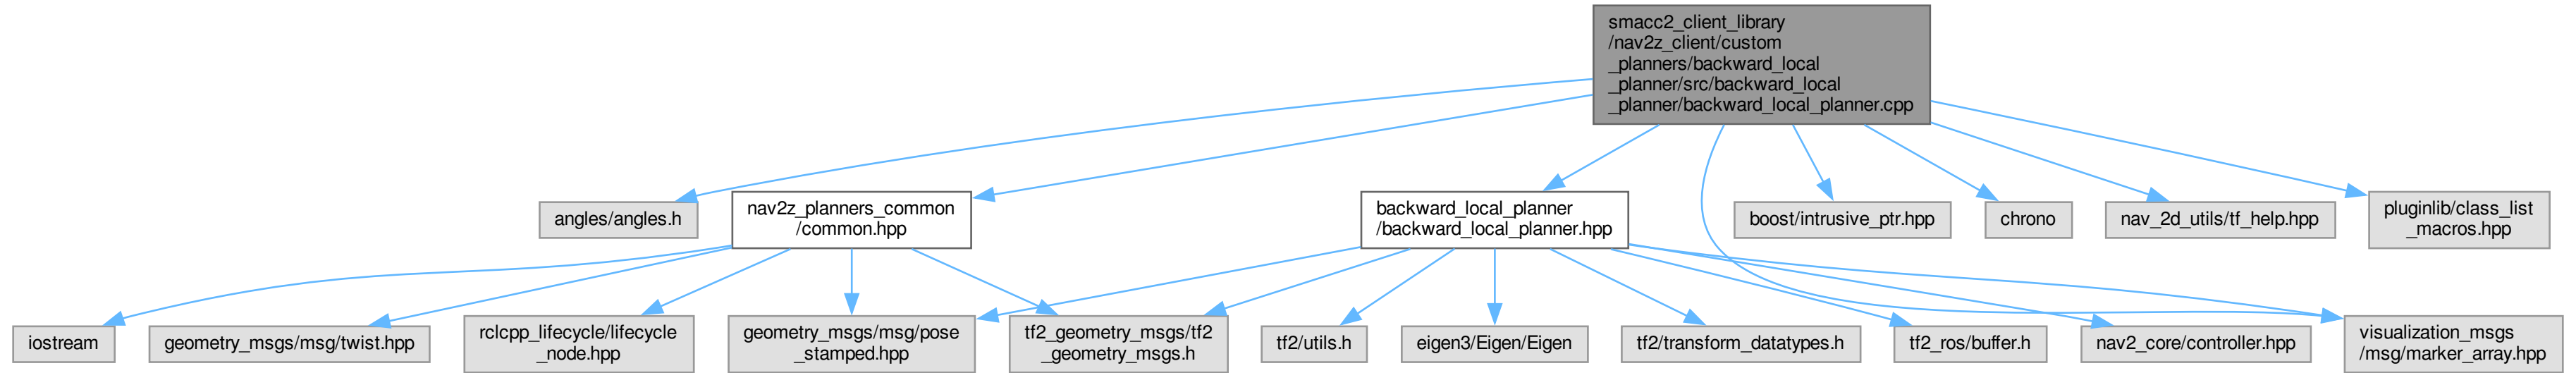 smacc2_client_library
/nav2z_client/custom
_planners/backward_local
_planner/src/backward_local
_planner/backward_local_planner.cpp
angles/angles.h
nav2z_planners_common
/common.hpp
backward_local_planner
/backward_local_planner.hpp
boost/intrusive_ptr.hpp
chrono
nav_2d_utils/tf_help.hpp
pluginlib/class_list
_macros.hpp
iostream
geometry_msgs/msg/twist.hpp
rclcpp_lifecycle/lifecycle
_node.hpp
geometry_msgs/msg/pose
_stamped.hpp
tf2_geometry_msgs/tf2
_geometry_msgs.h
tf2/utils.h
eigen3/Eigen/Eigen
tf2/transform_datatypes.h
tf2_ros/buffer.h
nav2_core/controller.hpp
visualization_msgs
/msg/marker_array.hpp